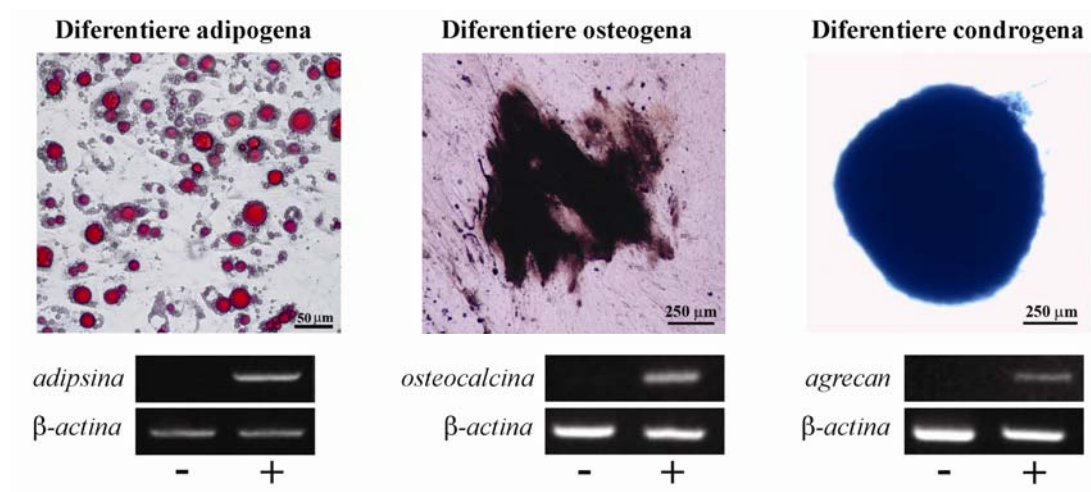 Diferentiere adipogena
Diferentiere osteogena
Diferentiere condrogena
50 µm
250 µm
250 µm
adipsina
osteocalcina
agrecan
β-actina
β-actina
β-actina
- +
- +
- +